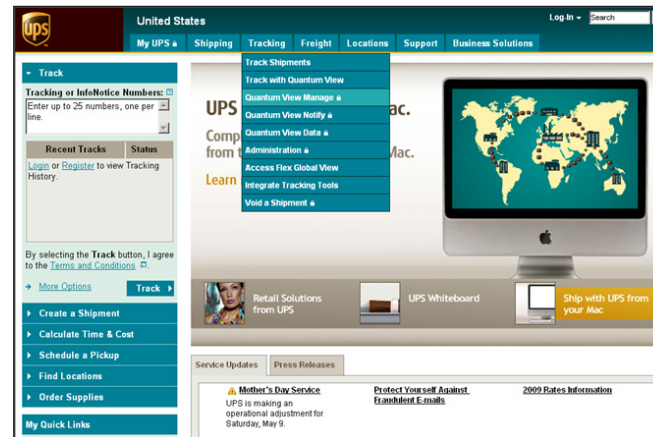 ups
United States
Log-In
Search
My UPS
Shipping
Tracking
Freight
Locations
Support
Business Solutions
Track
Tracking or InfoNotice Numbers:
Enter up to 25 numbers, one per
line.
Recent Tracks
Status
Login or Register to view Tracking
History.
By selecting the Track button, I agree
to the Terms and Conditions
More Options
Track
Create a Shipment
Calculate Time & Cost
Schedule a Pickup
Find Locations
Order Supplies
My Quick Links
Track Shipments
Track with Quantum View
Quantum View Manage
Quantum View Notify
Quantum View Data
Administration
Access Flex Global View
Integrate Tracking Tools
Void a Shipment
UPS
ac.
Comp
from t
Mac.
Learn
Retail Solutions
from UPS
UPS Whiteboard
Ship with UPS from
your Mac
Service Updates
Press Releases
Mother's Day Service
UPS is making an
operational adjustment for
Saturday, May 9.
Protect Yourself Against
Fraudulent E-mails
2009 Rates Information